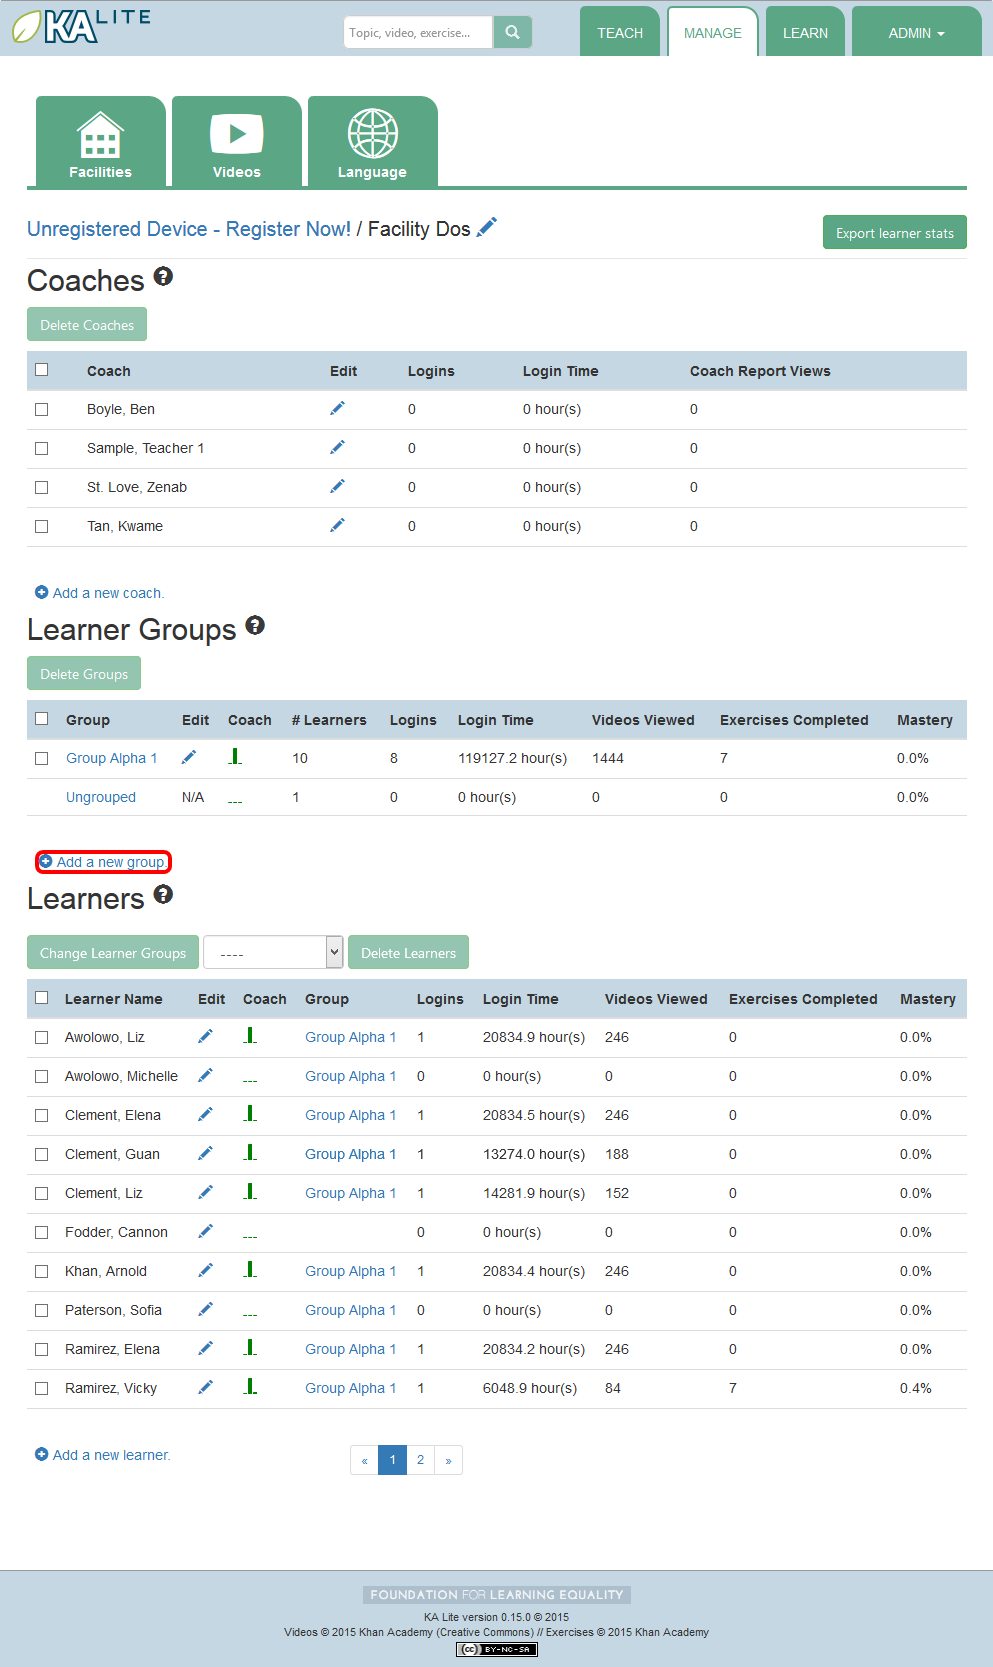 KA LITE
Topic, video, exercise...
TEACH
MANAGE
LEARN
ADMIN
Facilities
Videos
Language
Unregistered Device - Register Now! / Facility Dos
Export learner stats
Coaches
Delete Coaches
Coach Edit Logins Login Time Coach Report Views
Boyle, Ben 0 0 hour(s) 0
Sample, Teacher 1 0 0 hour(s) 0
St. Love, Zenab 0 0 hour(s) 0
Tan, Kwame 0 0 hour(s) 0
Add a new coach.
Learner Groups
Delete Groups
Group Edit Coach # Learners Logins Login Time Videos Viewed Exercises Completed Mastery
Group Alpha 1 10 8 119127.2 hour(s) 1444 7 0.0%
Ungrouped N/A 1 0 0 hour(s) 0 0 0.0%
Add a new group.
Learners
Change Learner Groups ---- Delete Learners
Learner Name Edit Coach Group Logins Login Time Videos Viewed Exercises Completed Mastery
Awolowo, Liz Group Alpha 1 1 20834.9 hour(s) 246 0 0.0%
Awolowo, Michelle Group Alpha 1 0 0 hour(s) 0 0 0.0%
Clement, Elena Group Alpha 1 1 20834.5 hour(s) 246 0 0.0%
Clement, Guan Group Alpha 1 1 13274.0 hour(s) 188 0 0.0%
Clement, Liz Group Alpha 1 1 14281.9 hour(s) 152 0 0.0%
Fodder, Cannon 0 0 hour(s) 0 0 0.0%
Khan, Arnold Group Alpha 1 1 20834.4 hour(s) 246 0 0.0%
Paterson, Sofia Group Alpha 1 0 0 hour(s) 0 0 0.0%
Ramirez, Elena Group Alpha 1 1 20834.2 hour(s) 246 0 0.0%
Ramirez, Vicky Group Alpha 1 1 6048.9 hour(s) 84 7 0.4%
Add a new learner.
« 1 2 »
FOUNDATION FOR LEARNING EQUALITY
KA Lite version 0.15.0 © 2015
Videos © 2015 Khan Academy (Creative Commons) // Exercises © 2015 Khan Academy
cc BY-NC-SA